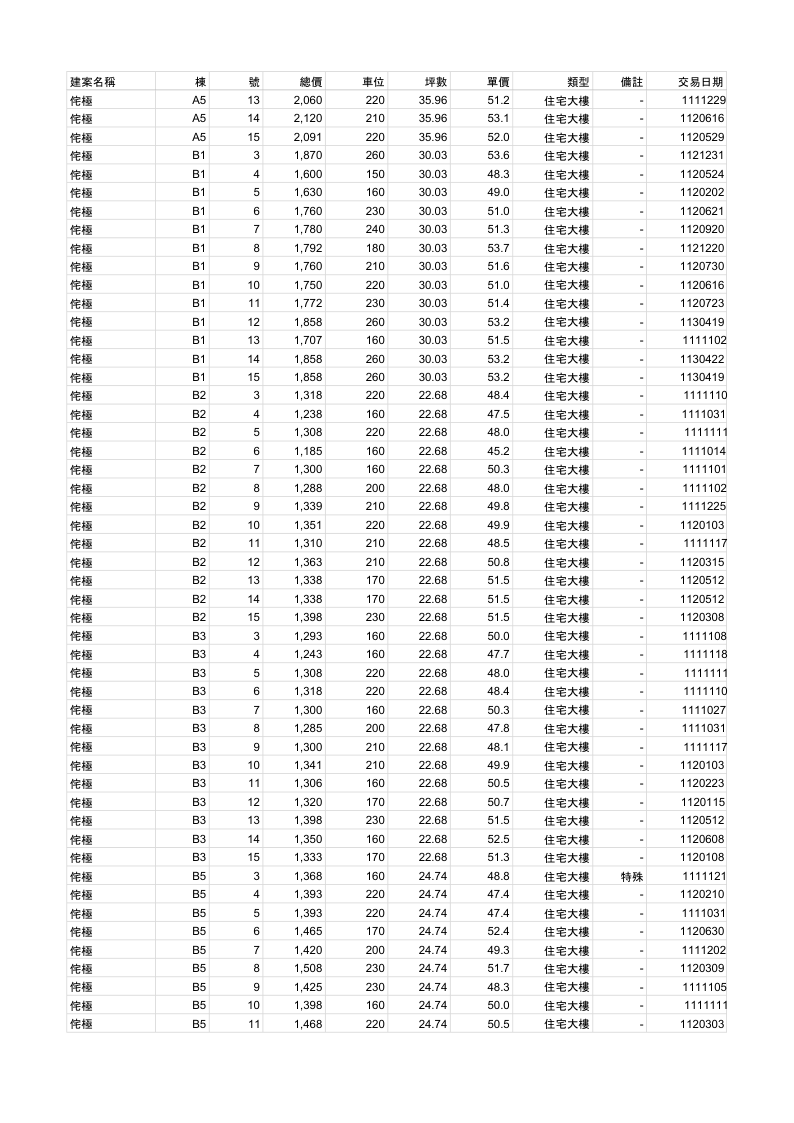 建案名稱 棟 號 總價 車位 坪數 單價 類型 備註 交易日期
侘極 A5 13 2,060 220 35.96 51.2 住宅大樓 - 1111229
侘極 A5 14 2,120 210 35.96 53.1 住宅大樓 - 1120616
侘極 A5 15 2,091 220 35.96 52.0 住宅大樓 - 1120529
侘極 B1 3 1,870 260 30.03 53.6 住宅大樓 - 1121231
侘極 B1 4 1,600 150 30.03 48.3 住宅大樓 - 1120524
侘極 B1 5 1,630 160 30.03 49.0 住宅大樓 - 1120202
侘極 B1 6 1,760 230 30.03 51.0 住宅大樓 - 1120621
侘極 B1 7 1,780 240 30.03 51.3 住宅大樓 - 1120920
侘極 B1 8 1,792 180 30.03 53.7 住宅大樓 - 1121220
侘極 B1 9 1,760 210 30.03 51.6 住宅大樓 - 1120730
侘極 B1 10 1,750 220 30.03 51.0 住宅大樓 - 1120616
侘極 B1 11 1,772 230 30.03 51.4 住宅大樓 - 1120723
侘極 B1 12 1,858 260 30.03 53.2 住宅大樓 - 1130419
侘極 B1 13 1,707 160 30.03 51.5 住宅大樓 - 1111102
侘極 B1 14 1,858 260 30.03 53.2 住宅大樓 - 1130422
侘極 B1 15 1,858 260 30.03 53.2 住宅大樓 - 1130419
侘極 B2 3 1,318 220 22.68 48.4 住宅大樓 - 1111110
侘極 B2 4 1,238 160 22.68 47.5 住宅大樓 - 1111031
侘極 B2 5 1,308 220 22.68 48.0 住宅大樓 - 1111111
侘極 B2 6 1,185 160 22.68 45.2 住宅大樓 - 1111014
侘極 B2 7 1,300 160 22.68 50.3 住宅大樓 - 1111101
侘極 B2 8 1,288 200 22.68 48.0 住宅大樓 - 1111102
侘極 B2 9 1,339 210 22.68 49.8 住宅大樓 - 1111225
侘極 B2 10 1,351 220 22.68 49.9 住宅大樓 - 1120103
侘極 B2 11 1,310 210 22.68 48.5 住宅大樓 - 1111117
侘極 B2 12 1,363 210 22.68 50.8 住宅大樓 - 1120315
侘極 B2 13 1,338 170 22.68 51.5 住宅大樓 - 1120512
侘極 B2 14 1,338 170 22.68 51.5 住宅大樓 - 1120512
侘極 B2 15 1,398 230 22.68 51.5 住宅大樓 - 1120308
侘極 B3 3 1,293 160 22.68 50.0 住宅大樓 - 1111108
侘極 B3 4 1,243 160 22.68 47.7 住宅大樓 - 1111118
侘極 B3 5 1,308 220 22.68 48.0 住宅大樓 - 1111111
侘極 B3 6 1,318 220 22.68 48.4 住宅大樓 - 1111110
侘極 B3 7 1,300 160 22.68 50.3 住宅大樓 - 1111027
侘極 B3 8 1,285 200 22.68 47.8 住宅大樓 - 1111031
侘極 B3 9 1,300 210 22.68 48.1 住宅大樓 - 1111117
侘極 B3 10 1,341 210 22.68 49.9 住宅大樓 - 1120103
侘極 B3 11 1,306 160 22.68 50.5 住宅大樓 - 1120223
侘極 B3 12 1,320 170 22.68 50.7 住宅大樓 - 1120115
侘極 B3 13 1,398 230 22.68 51.5 住宅大樓 - 1120512
侘極 B3 14 1,350 160 22.68 52.5 住宅大樓 - 1120608
侘極 B3 15 1,333 170 22.68 51.3 住宅大樓 - 1120108
侘極 B5 3 1,368 160 24.74 48.8 住宅大樓 特殊 1111121
侘極 B5 4 1,393 220 24.74 47.4 住宅大樓 - 1120210
侘極 B5 5 1,393 220 24.74 47.4 住宅大樓 - 1111031
侘極 B5 6 1,465 170 24.74 52.4 住宅大樓 - 1120630
侘極 B5 7 1,420 200 24.74 49.3 住宅大樓 - 1111202
侘極 B5 8 1,508 230 24.74 51.7 住宅大樓 - 1120309
侘極 B5 9 1,425 230 24.74 48.3 住宅大樓 - 1111105
侘極 B5 10 1,398 160 24.74 50.0 住宅大樓 - 1111111
侘極 B5 11 1,468 220 24.74 50.5 住宅大樓 - 1120303